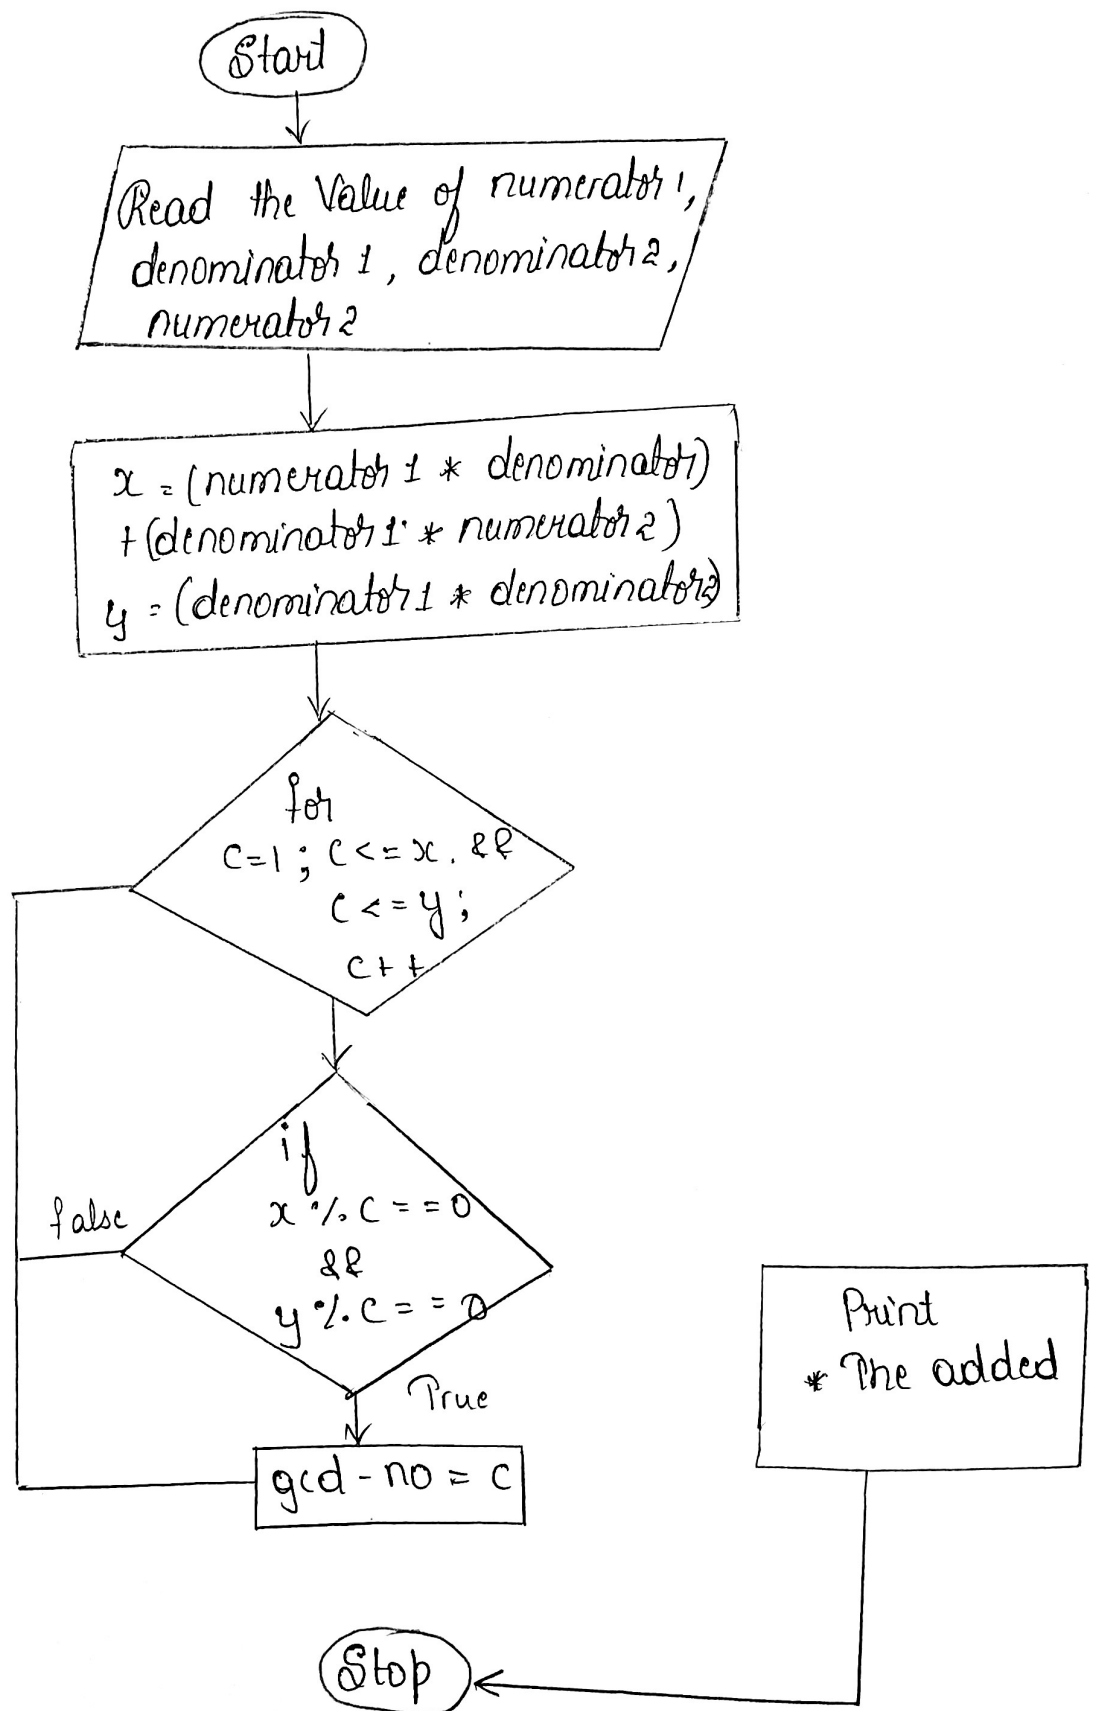 Start
Read the Value of numerator 1,
denominator 1, denominator 2,
numerator 2
x = (numerator 1 * denominator)
+ (denominator 1 * numerator 2)
y = (denominator 1 * denominator 2)
for
C=1; C<=x. &&
C<=y;
C++
if
x % C == 0
&&
y % C == 0
false
True
gcd-no = C
Print
* The added
Stop